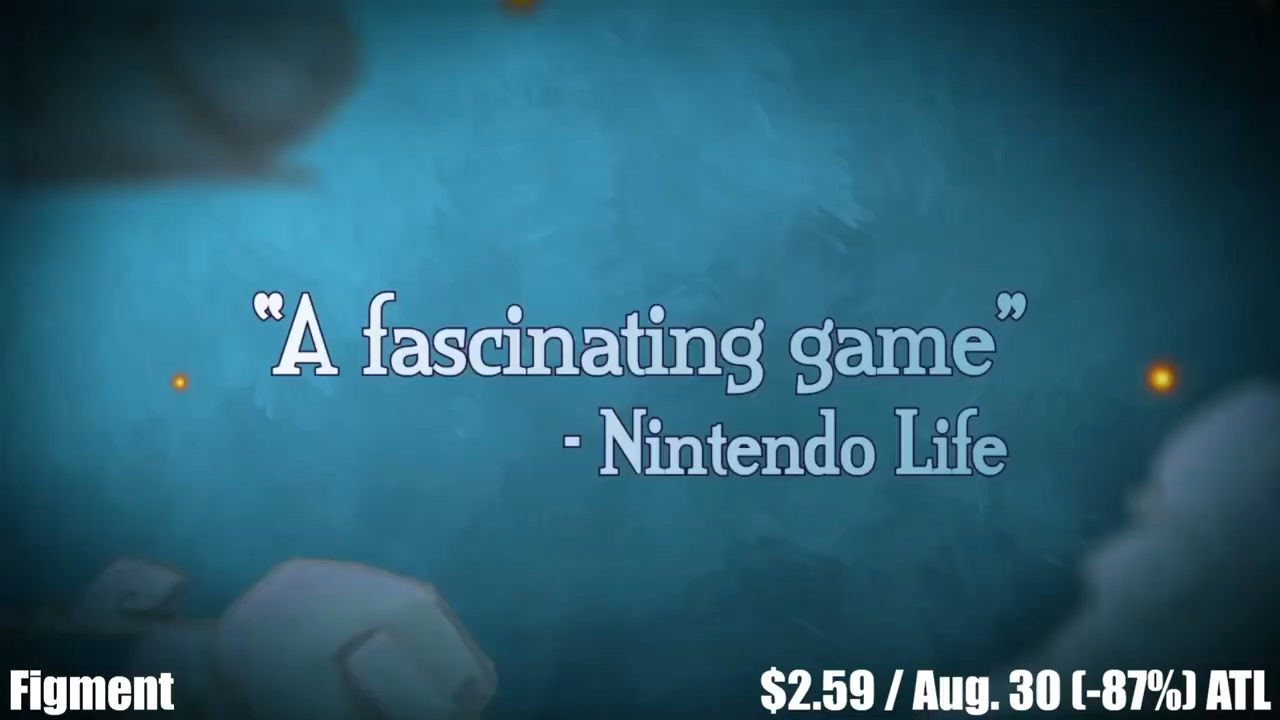 “A fascinating game”
- Nintendo Life
Figment
$2.59 / Aug. 30 (-87%) ATL